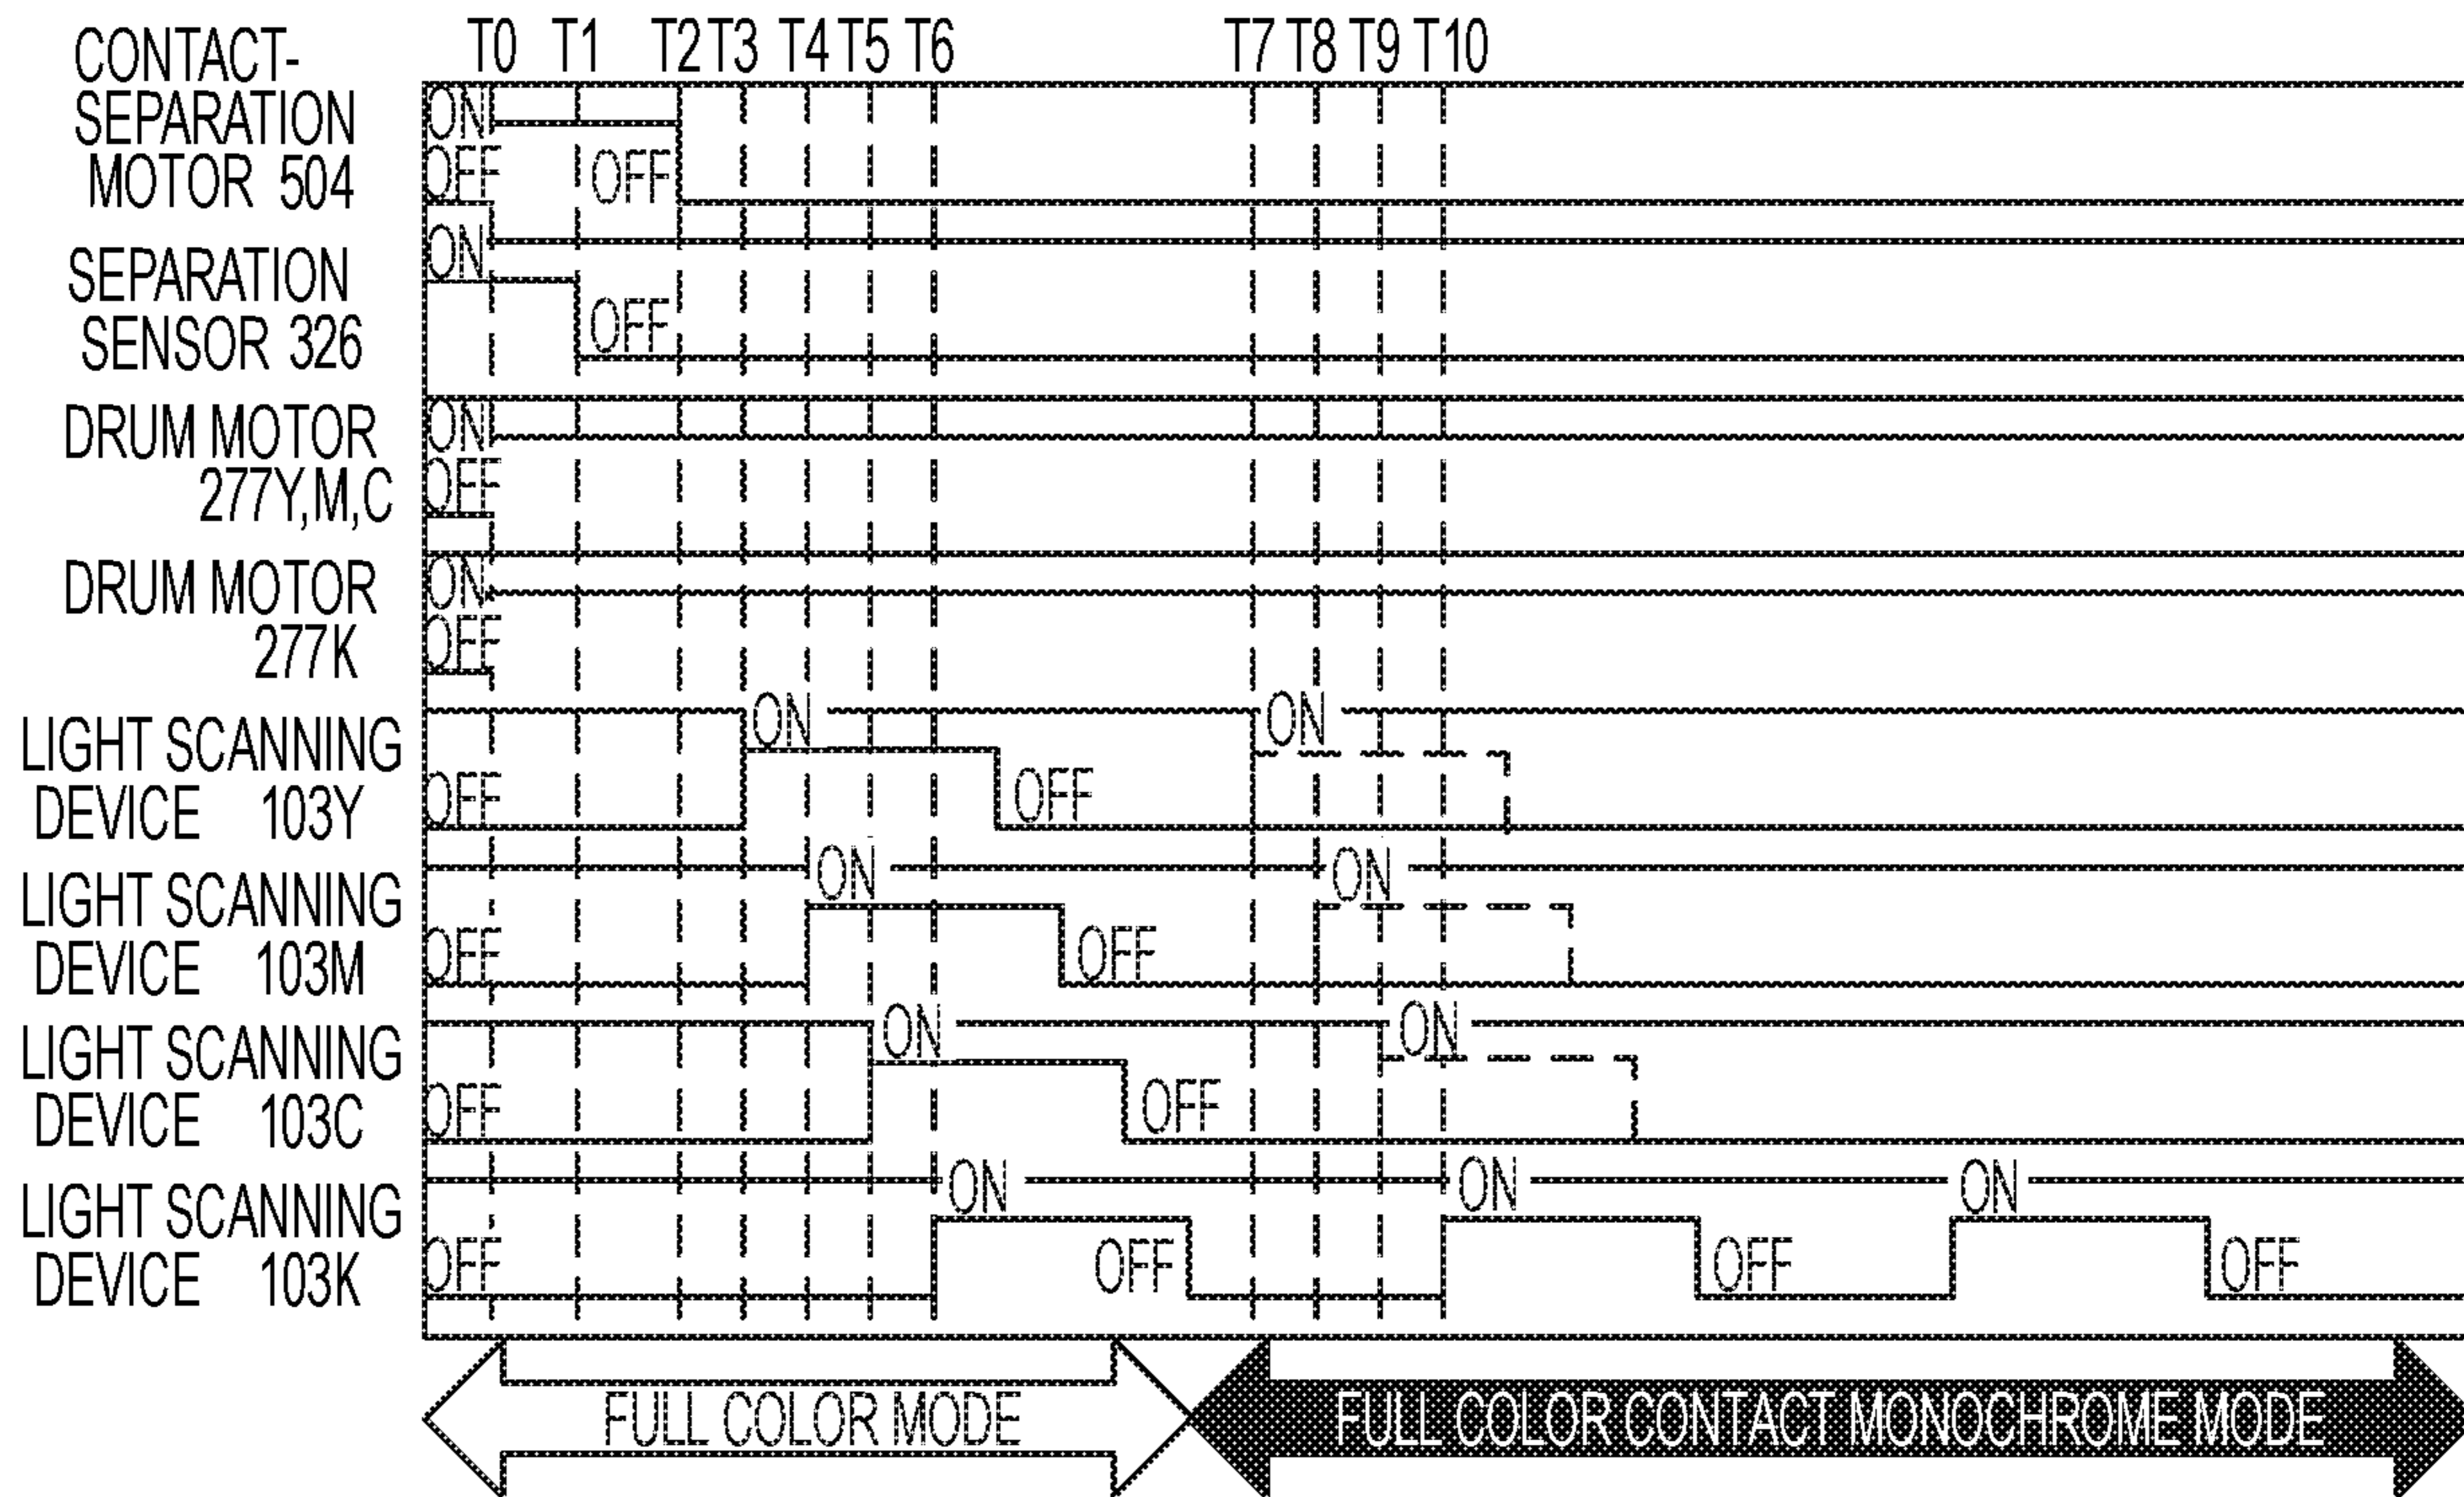 T0 T1 T2 T3 T4 T5 T6 T7 T8 T9 T10
CONTACT-
SEPARATION
MOTOR 504
ON
OFF
OFF
SEPARATION
SENSOR 326
ON
OFF
DRUM MOTOR
277Y,M,C
ON
OFF
DRUM MOTOR
277K
ON
OFF
LIGHT SCANNING
DEVICE 103Y
ON ON
OFF OFF
LIGHT SCANNING
DEVICE 103M
ON ON
OFF OFF
LIGHT SCANNING
DEVICE 103C
ON ON
OFF OFF
LIGHT SCANNING
DEVICE 103K
ON ON ON
OFF OFF OFF OFF
FULL COLOR MODE
FULL COLOR CONTACT MONOCHROME MODE